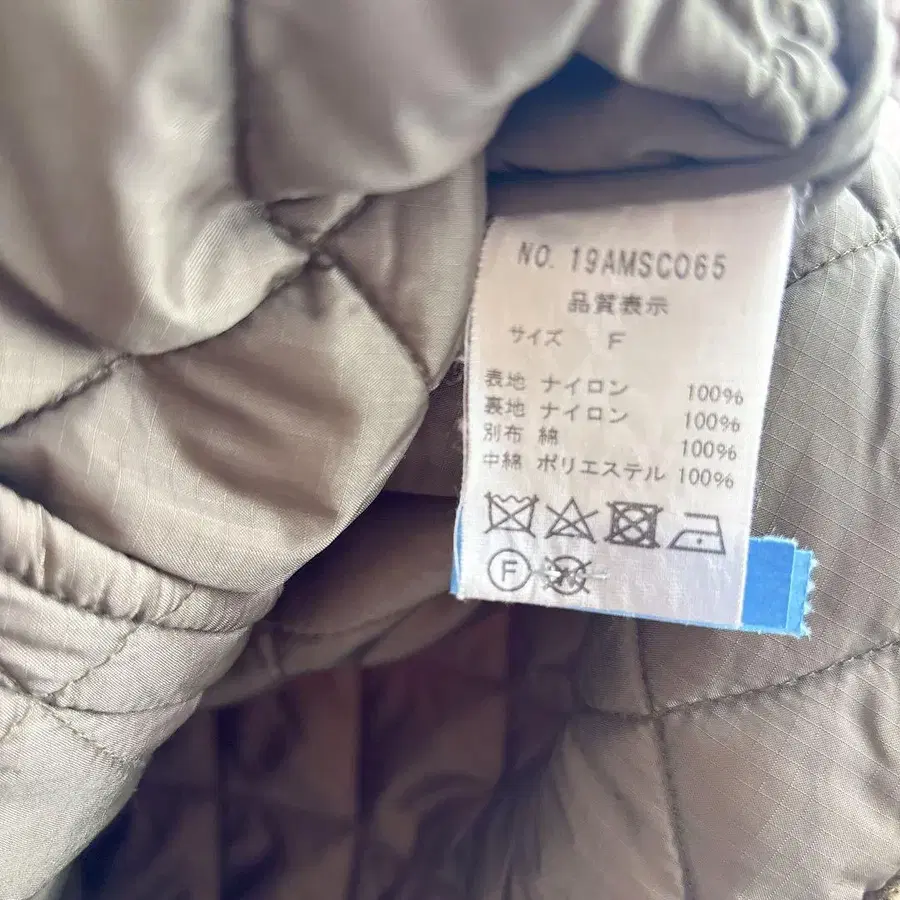 NO. 19AMSC065
品質表示
サイズ F
表地 ナイロン 100%
裏地 ナイロン 100%
別布 綿 100%
中綿 ポリエステル 100%
F